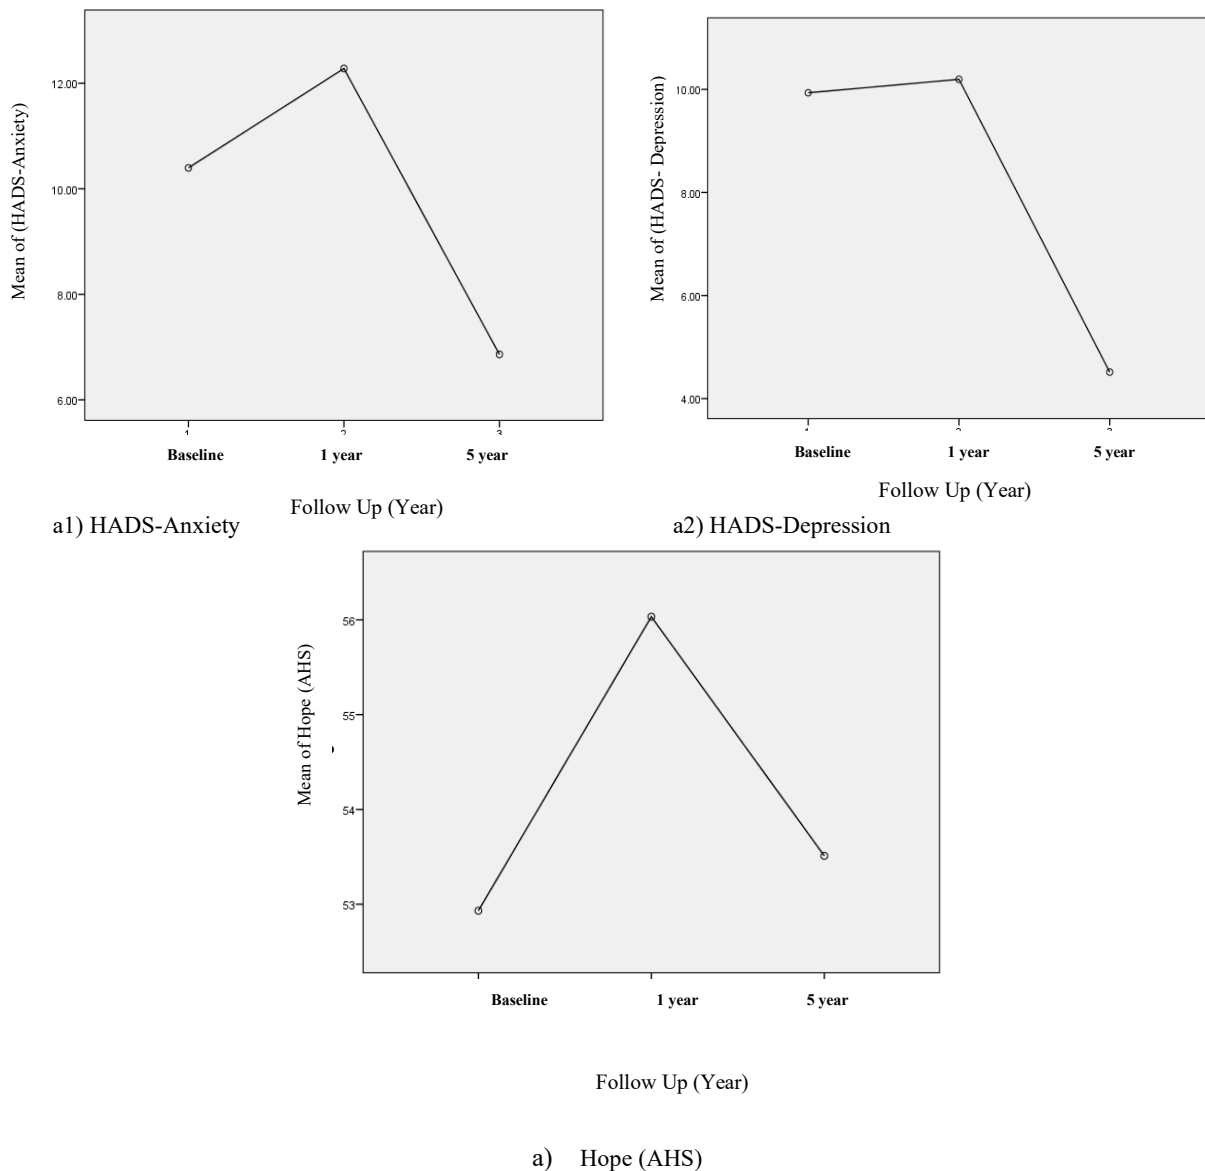 Mean of (HADS-Anxiety)
12.00
10.00
8.00
6.00
1 2 3
Baseline 1 year 5 year
Follow Up (Year)
a1) HADS-Anxiety
Mean of (HADS- Depression)
10.00
8.00
6.00
4.00
Baseline 1 year 5 year
Follow Up (Year)
a2) HADS-Depression
Mean of Hope (AHS)
56
55
54
53
Baseline 1 year 5 year
Follow Up (Year)
a) Hope (AHS)